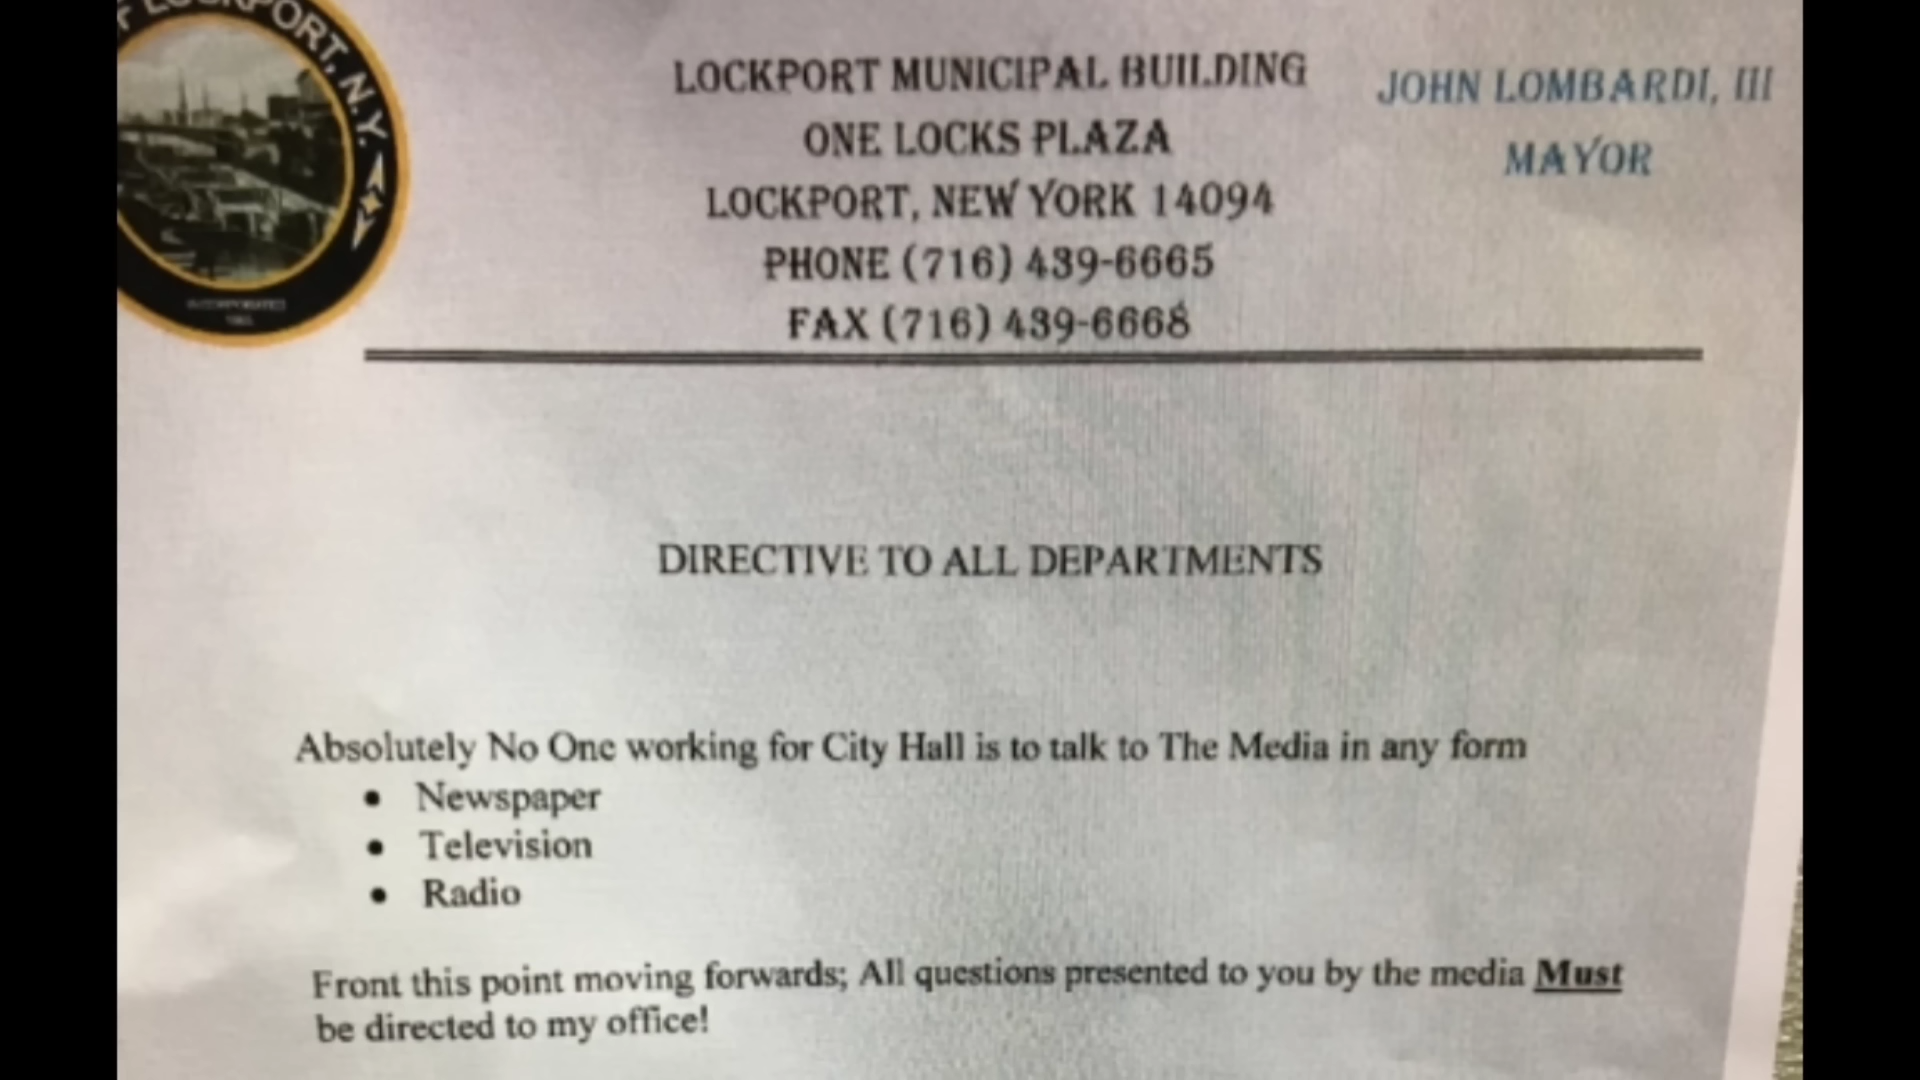 F LOCKPORT, N.Y.
LOCKPORT MUNICIPAL BUILDING
ONE LOCKS PLAZA
LOCKPORT, NEW YORK 14094
PHONE (716) 439-6665
FAX (716) 439-6668
JOHN LOMBARDI, III
MAYOR
DIRECTIVE TO ALL DEPARTMENTS
Absolutely No One working for City Hall is to talk to The Media in any form
• Newspaper
• Television
• Radio
Front this point moving forwards; All questions presented to you by the media Must
be directed to my office!